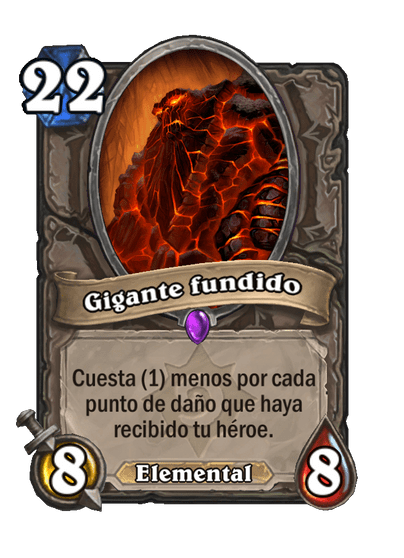 22
Gigante fundido
Cuesta (1) menos por cada
punto de daño que haya
recibido tu héroe.
8
Elemental
8